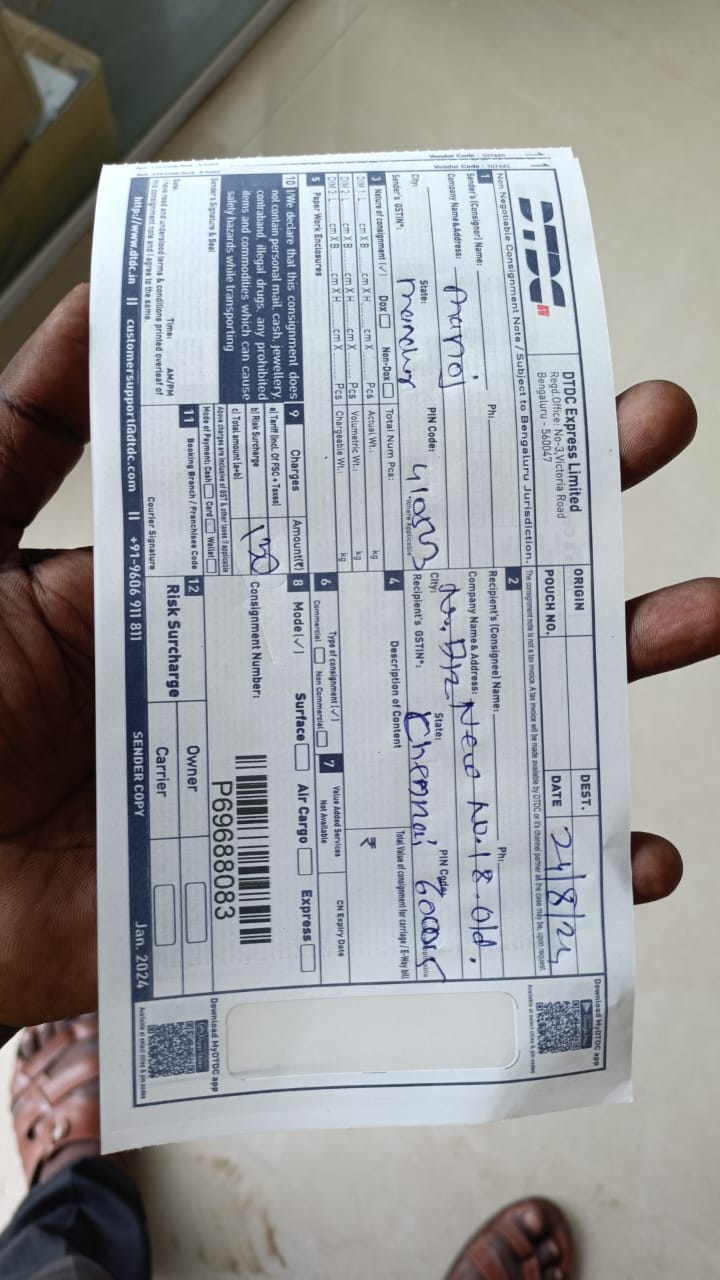 DTDC
DTDC Express Limited
Regd.Office: No-3,Victoria Road
Bengaluru - 560047
ORIGIN
POUCH NO.
DEST.
DATE 24/8/24
Download MyDTDC app
Google Play
Available at select cities & pin codes
Non Negotiable Consignment Note / Subject to Bengaluru Jurisdiction.
The consignment note is not a tax invoice. A tax invoice will be made available by DTDC or it's channel partner as the case may be, upon request
1
Sender's (Consignor) Name: Ph:
Company Name & Address: Manoj
City: State: PIN Code: 410503
Manchar
*Where Applicable
Sender's GSTIN*:
2
Recipient's (Consignee) Name: Ph:
Company Name & Address: New No.18. Old.
City: State: PIN Code:
Recipient's GSTIN*: Chennai
3 Nature of consignment (✓) Dox Non-Dox
DIM 1: L cm X B cm X H cm X Pcs
DIM 2: L cm X B cm X H cm X Pcs
DIM 3: L cm X B cm X H cm X Pcs
Total Num Pcs:
Actual Wt.: kg
Volumetric Wt.: kg
Chargeable Wt.: kg
4 Description of Content
Total Value of consignment for carriage / E-Way bill
₹
5 Paper Work Enclosures
6 Type of consignment (✓)
Commercial Non Commercial
7 Value Added Services
Not Available
CN Expiry Date
10 I/We declare that this consignment does
not contain personal mail, cash, jewellery,
contraband, illegal drugs, any prohibited
items and commodities which can cause
safety hazards while transporting
9 Charges Amount(₹)
a) Tariff (Incl. Of FSC + Taxes)
b) Risk Surcharge 130
c) Total amount (a+b)
Above charges are inclusive of GST & other taxes if applicable
Mode of Payment: Cash Card Wallet
8 Mode(✓) Surface Air Cargo Express
Consignment Number:
P69688083
Sender's Signature & Seal
Date: Time: AM/PM
I have read and understood terms & conditions printed overleaf of
this consignment note and I agree to the same.
11 Booking Branch / Franchisee Code
Courier Signature
12
Risk Surcharge
Owner
Carrier
Download MyDTDC app
App Store
Available at select cities & pin codes
http://www.dtdc.in || customersupport@dtdc.com || +91-9606 911 811 SENDER COPY Jan. 2024